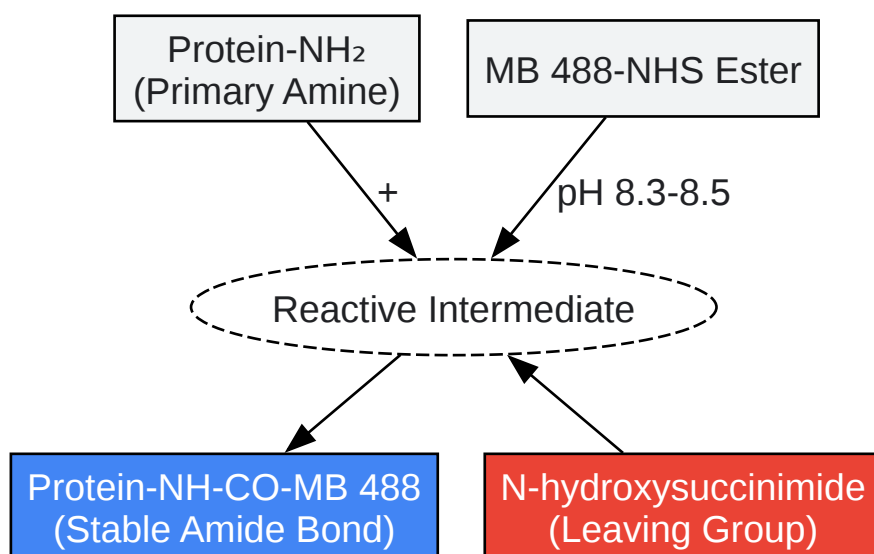 Protein-NH₂
(Primary Amine)
MB 488-NHS Ester
+
pH 8.3-8.5
Reactive Intermediate
Protein-NH-CO-MB 488
(Stable Amide Bond)
N-hydroxysuccinimide
(Leaving Group)